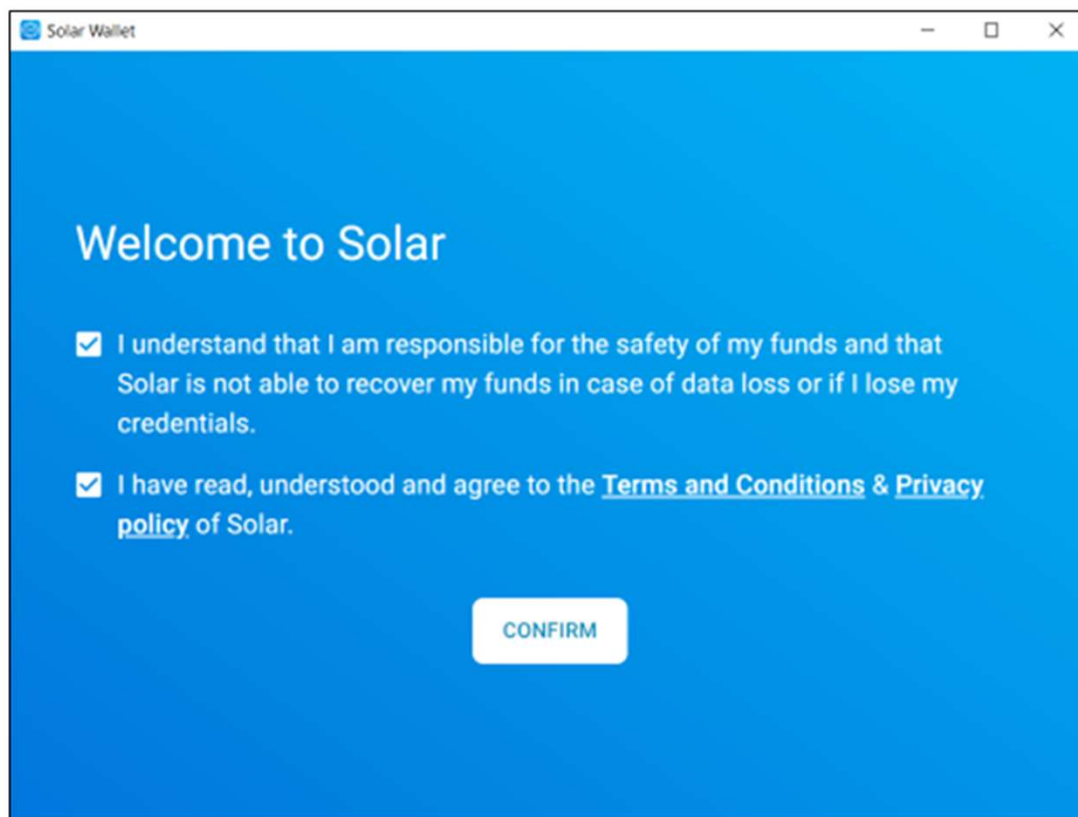 Solar Wallet
Welcome to Solar
I understand that I am responsible for the safety of my funds and that
Solar is not able to recover my funds in case of data loss or if I lose my
credentials.
I have read, understood and agree to the Terms and Conditions & Privacy
policy of Solar.
CONFIRM